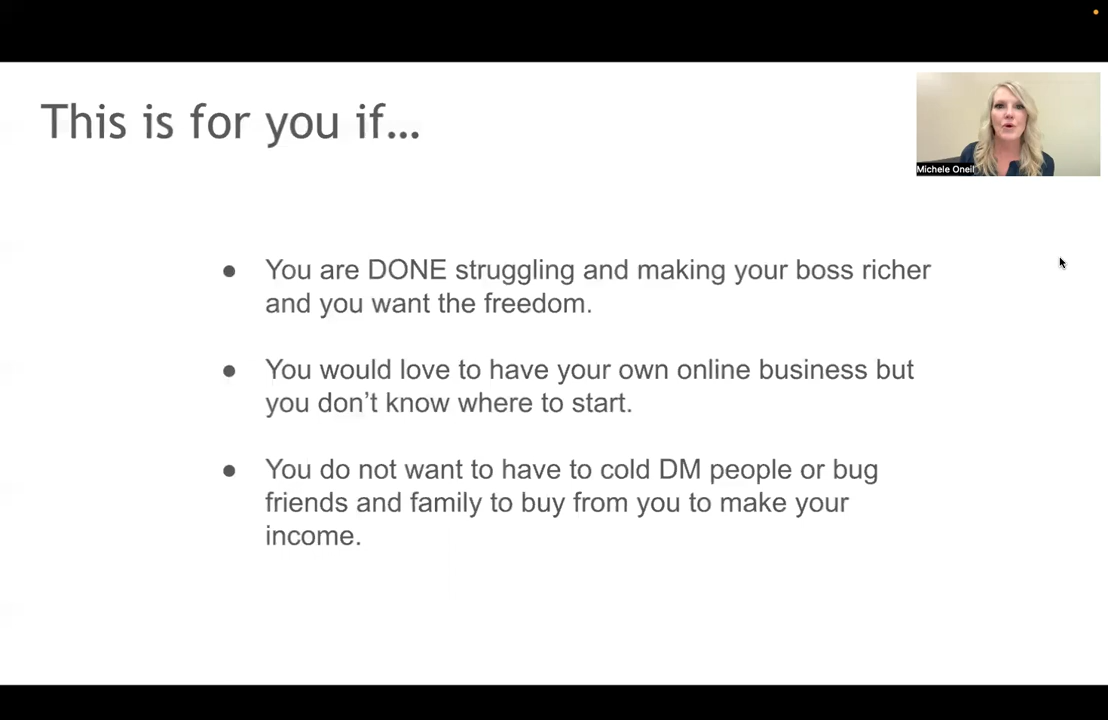 This is for you if...
Michele Oneil
● You are DONE struggling and making your boss richer
and you want the freedom.
● You would love to have your own online business but
you don't know where to start.
● You do not want to have to cold DM people or bug
friends and family to buy from you to make your
income.